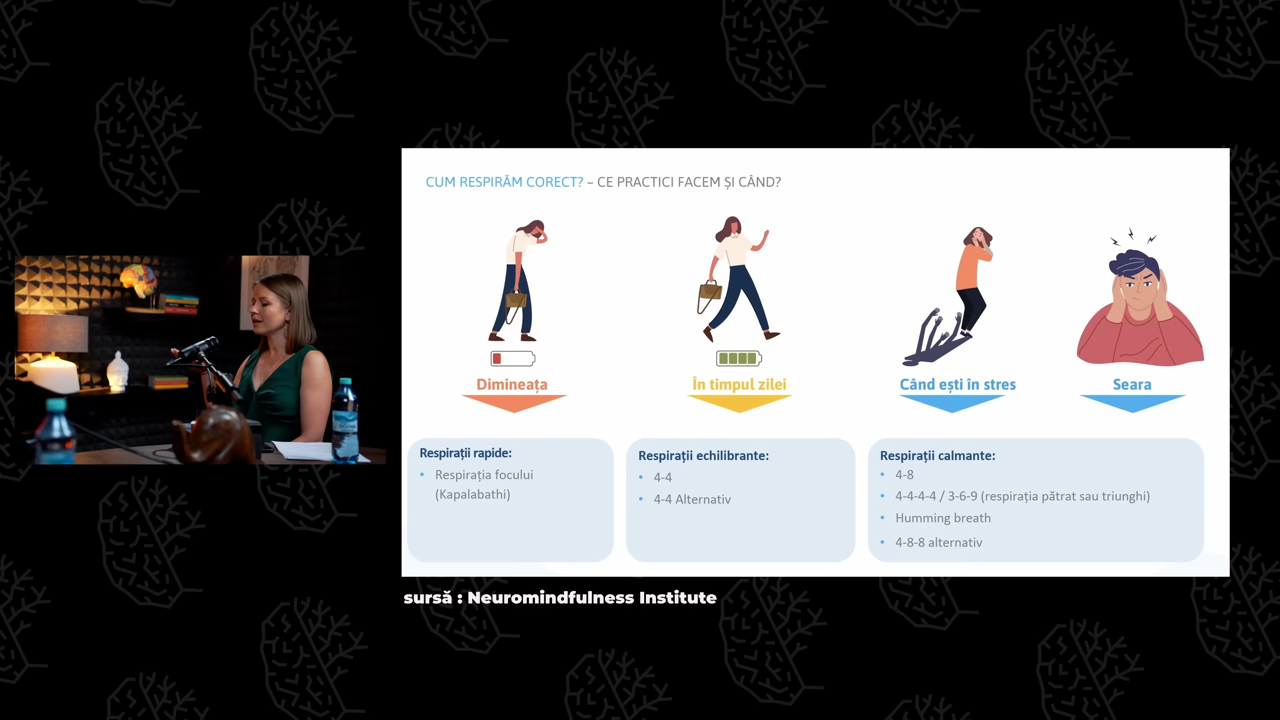 CUM RESPIRĂM CORECT? – CE PRACTICI FACEM ȘI CÂND?
Dimineața
În timpul zilei
Când ești în stres
Seara
Respirații rapide:
• Respirația focului
(Kapalabathi)
Respirații echilibrante:
• 4-4
• 4-4 Alternativ
Respirații calmante:
• 4-8
• 4-4-4-4 / 3-6-9 (respirația pătrat sau triunghi)
• Humming breath
• 4-8-8 alternativ
sursă : Neuromindfulness Institute